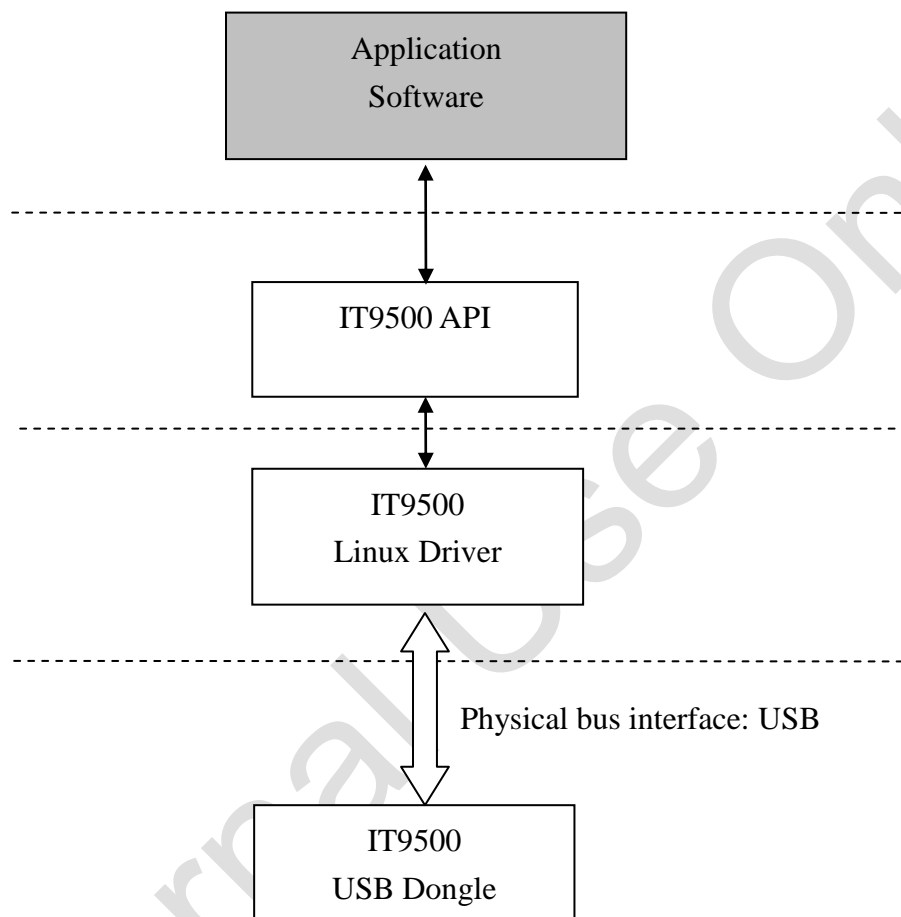 Application
Software
IT9500 API
IT9500
Linux Driver
Physical bus interface: USB
IT9500
USB Dongle